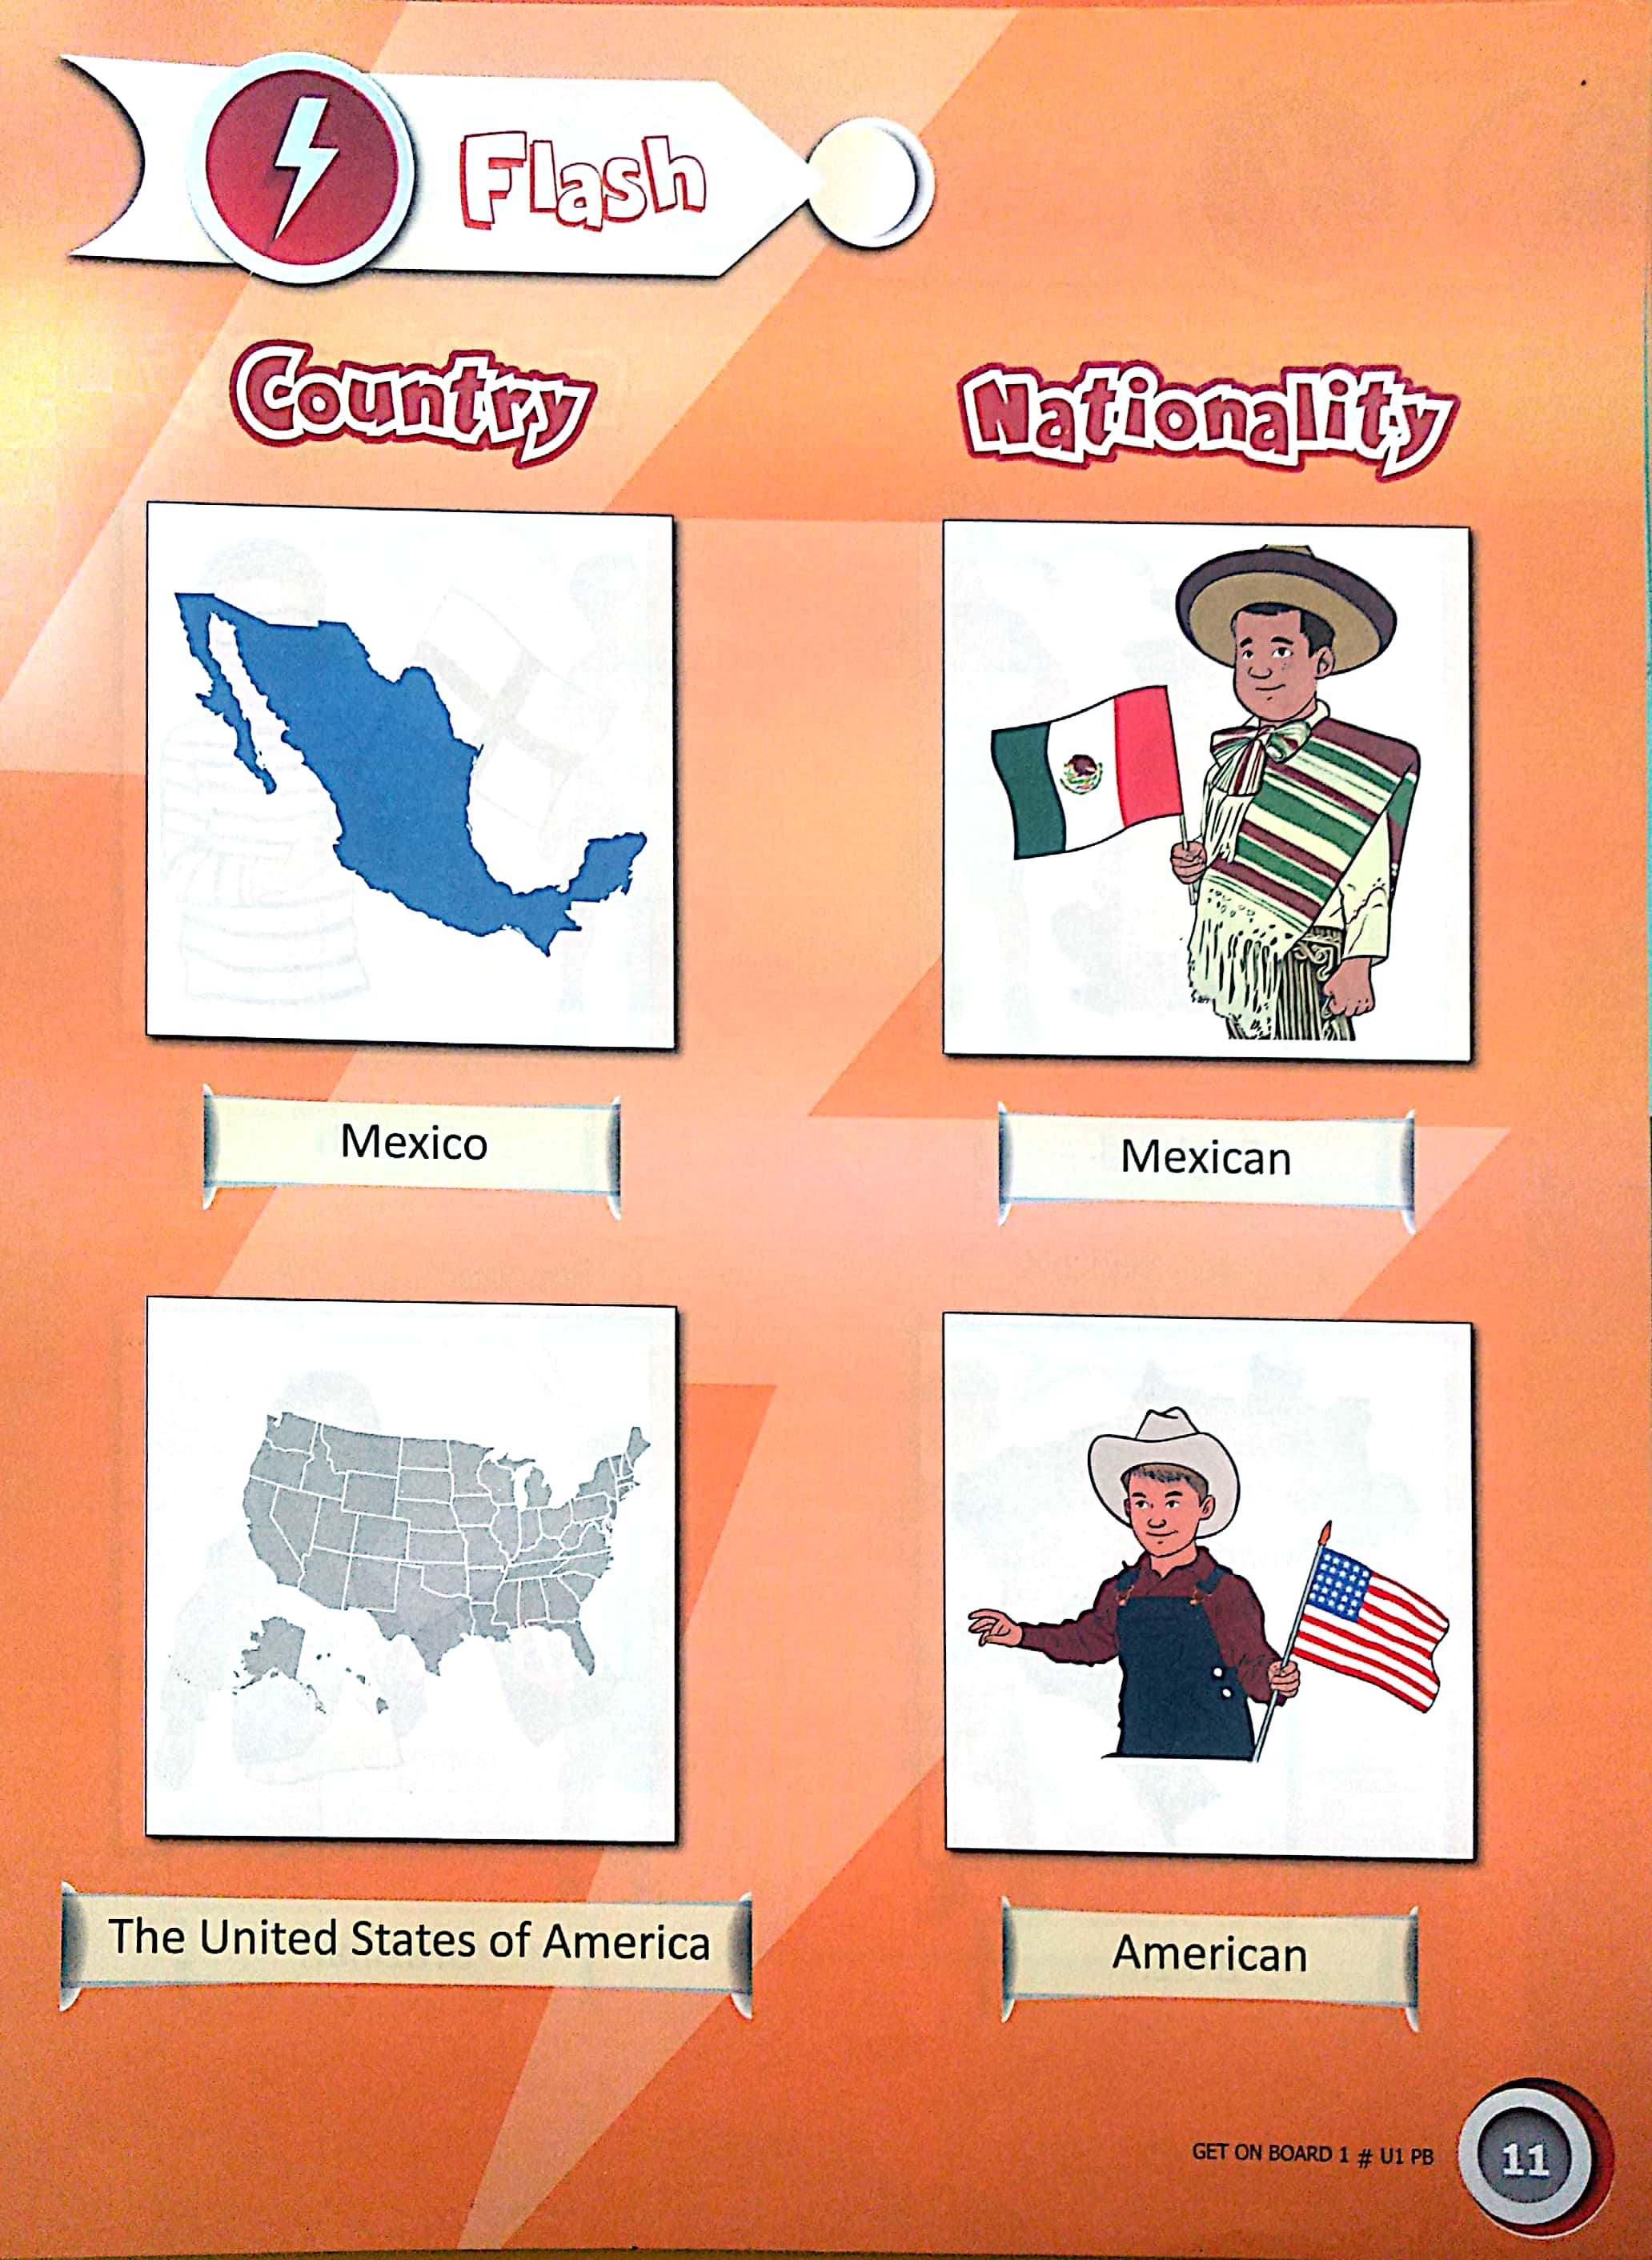 Flash
Country
Nationality
Mexico
Mexican
The United States of America
American
GET ON BOARD 1 # U1 PB
11